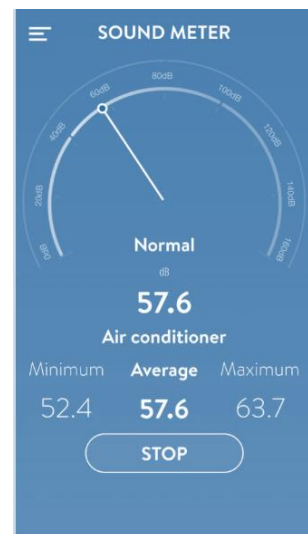 SOUND METER
0dB
20dB
40dB
60dB
80dB
100dB
120dB
140dB
160dB
Normal
dB
57.6
Air conditioner
Minimum Average Maximum
52.4 57.6 63.7
STOP